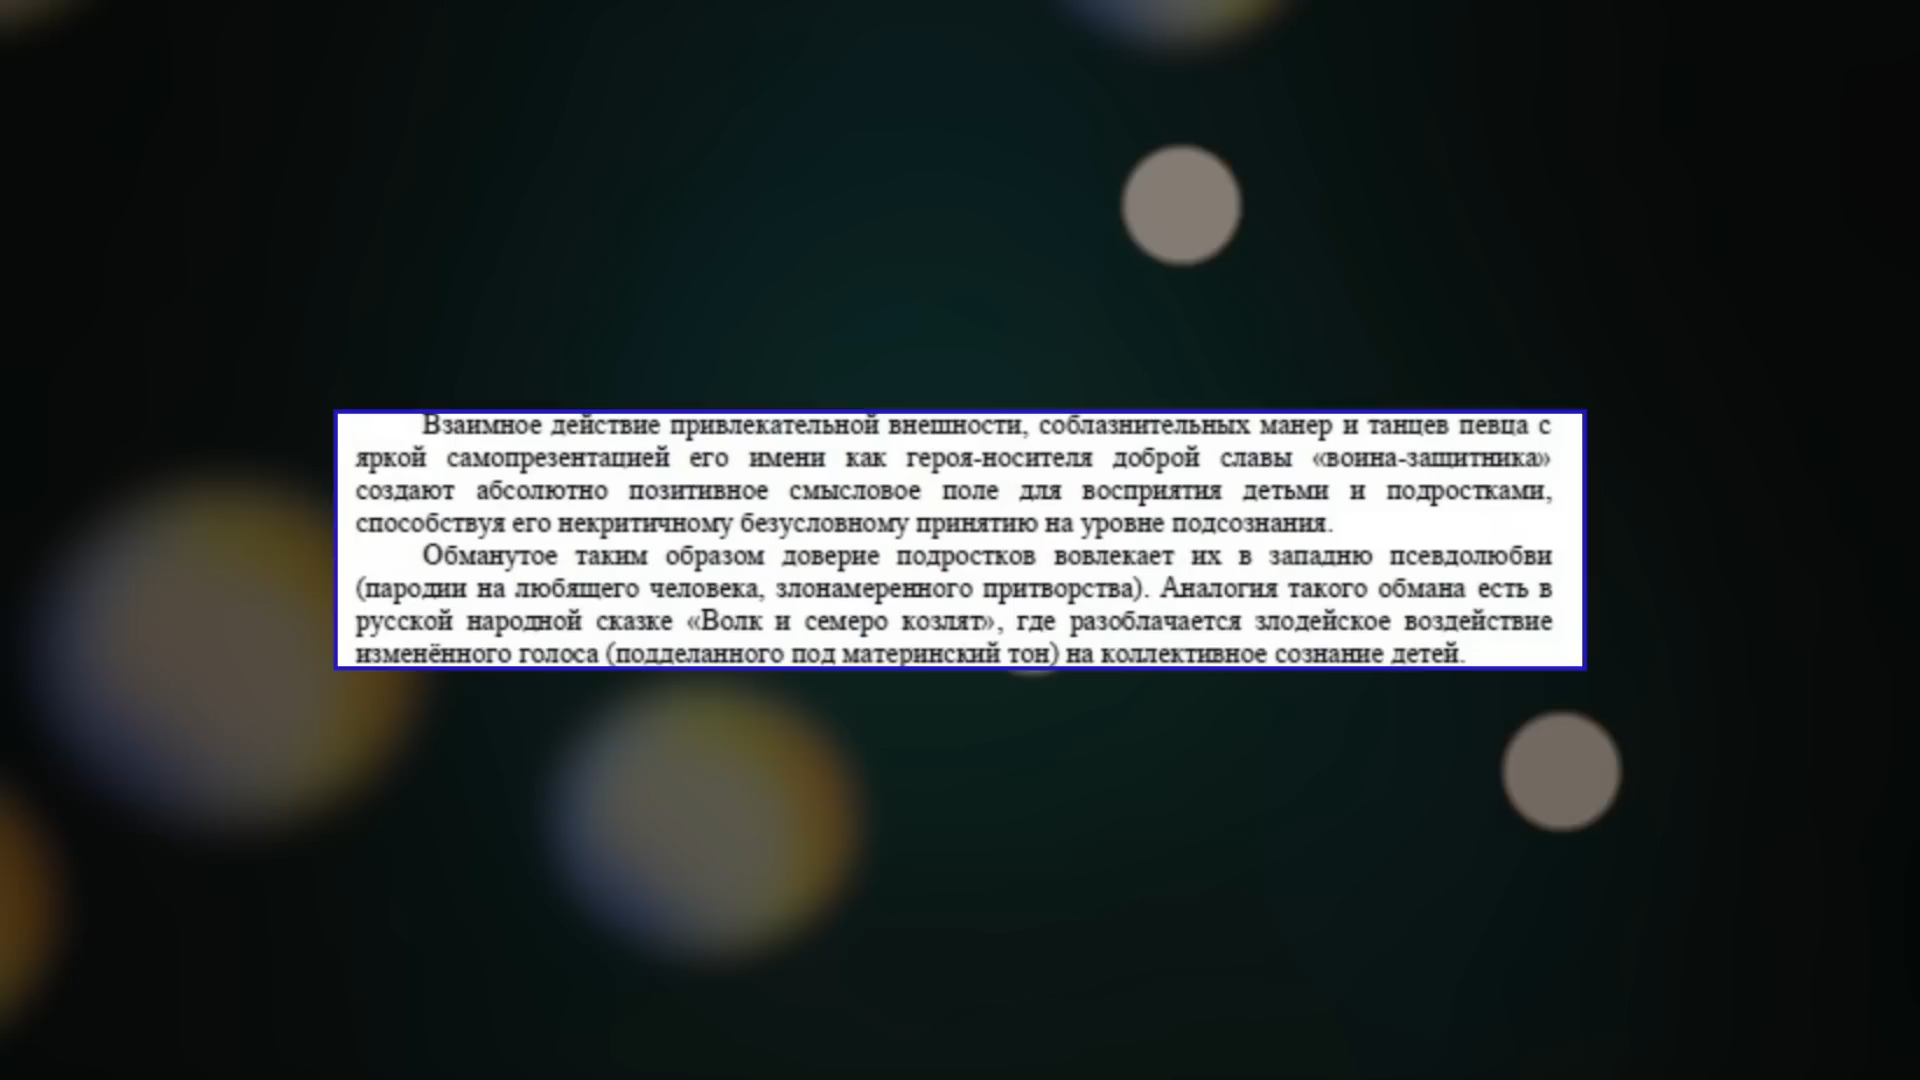 Взаимное действие привлекательной внешности, соблазнительных манер и танцев певца с
яркой самопрезентацией его имени как героя-носителя доброй славы «воина-защитника»
создают абсолютно позитивное смысловое поле для восприятия детьми и подростками,
способствуя его некритичному безусловному принятию на уровне подсознания.
Обманутое таким образом доверие подростков вовлекает их в западню псевдолюбви
(пародии на любящего человека, злонамеренного притворства). Аналогия такого обмана есть в
русской народной сказке «Волк и семеро козлят», где разоблачается злодейское воздействие
изменённого голоса (подделанного под материнский тон) на коллективное сознание детей.